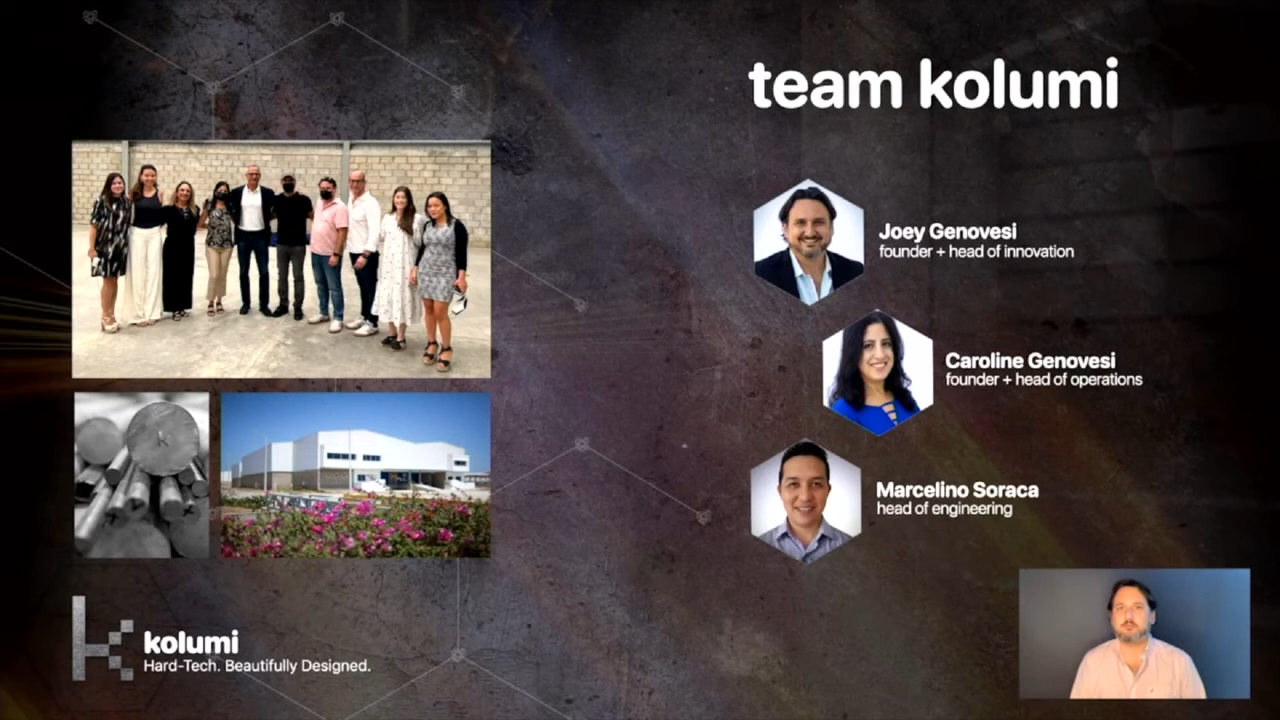 team kolumi
Joey Genovesi
founder + head of innovation
Caroline Genovesi
founder + head of operations
Marcelino Soraca
head of engineering
kolumi
Hard-Tech. Beautifully Designed.